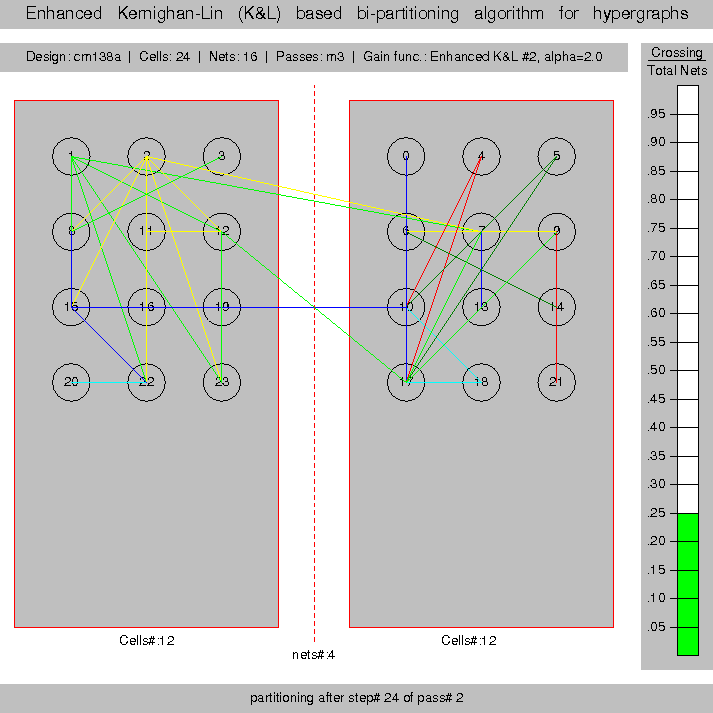 Enhanced Kernighan-Lin (K&L) based bi-partitioning algorithm for hypergraphs
Design: cm138a | Cells: 24 | Nets: 16 | Passes: m3 | Gain func.: Enhanced K&L #2, alpha=2.0
Crossing
Total Nets
.95
.90
.85
.80
.75
.70
.65
.60
.55
.50
.45
.40
.35
.30
.25
.20
.15
.10
.05
1 2 3
8 11 12
15 16 19
20 22 23
0 4 5
6 7 9
10 13 14
17 18 21
Cells#:12
nets#:4
Cells#:12
partitioning after step# 24 of pass# 2